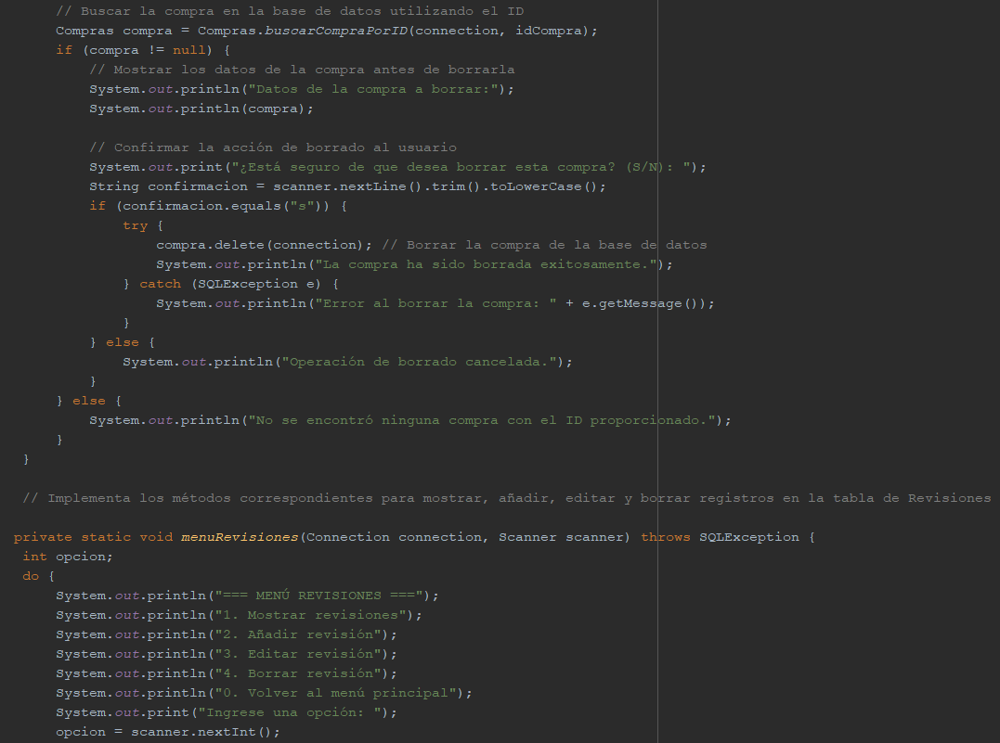 // Buscar la compra en la base de datos utilizando el ID
Compras compra = Compras.buscarCompraPorID(connection, idCompra);
if (compra != null) {
// Mostrar los datos de la compra antes de borrarla
System.out.println("Datos de la compra a borrar:");
System.out.println(compra);
// Confirmar la acción de borrado al usuario
System.out.print("¿Está seguro de que desea borrar esta compra? (S/N): ");
String confirmacion = scanner.nextLine().trim().toLowerCase();
if (confirmacion.equals("s")) {
try {
compra.delete(connection); // Borrar la compra de la base de datos
System.out.println("La compra ha sido borrada exitosamente.");
} catch (SQLException e) {
System.out.println("Error al borrar la compra: " + e.getMessage());
}
} else {
System.out.println("Operación de borrado cancelada.");
}
} else {
System.out.println("No se encontró ninguna compra con el ID proporcionado.");
}
}
// Implementa los métodos correspondientes para mostrar, añadir, editar y borrar registros en la tabla de Revisiones
private static void menuRevisiones(Connection connection, Scanner scanner) throws SQLException {
int opcion;
do {
System.out.println("=== MENÚ REVISIONES ===");
System.out.println("1. Mostrar revisiones");
System.out.println("2. Añadir revisión");
System.out.println("3. Editar revisión");
System.out.println("4. Borrar revisión");
System.out.println("0. Volver al menú principal");
System.out.print("Ingrese una opción: ");
opcion = scanner.nextInt();